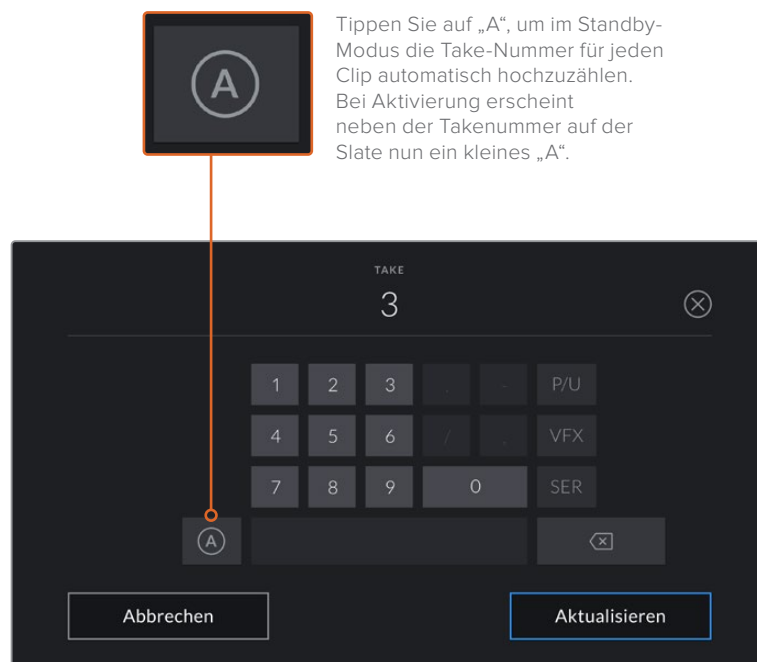 A
Tippen Sie auf „A“, um im Standby-
Modus die Take-Nummer für jeden
Clip automatisch hochzuzählen.
Bei Aktivierung erscheint
neben der Takenummer auf der
Slate nun ein kleines „A“.
TAKE
3
1 2 3 . - P/U
4 5 6 / , VFX
7 8 9 0 SER
A
Abbrechen Aktualisieren